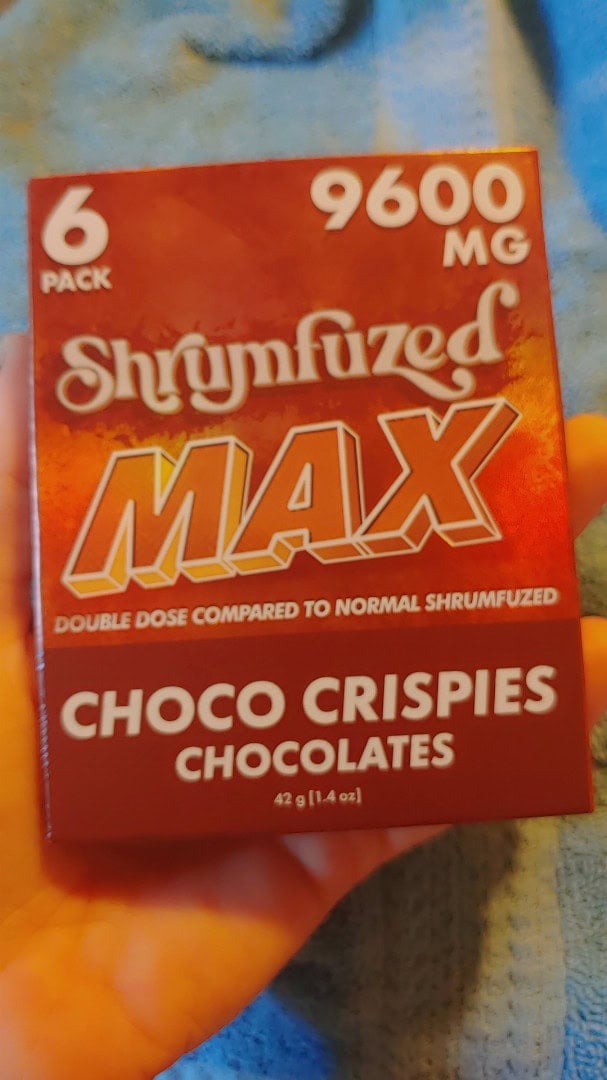 6
PACK
9600
MG
Shrumfuzed
MAX
DOUBLE DOSE COMPARED TO NORMAL SHRUMFUZED
CHOCO CRISPIES
CHOCOLATES
42 g [1.4 oz]